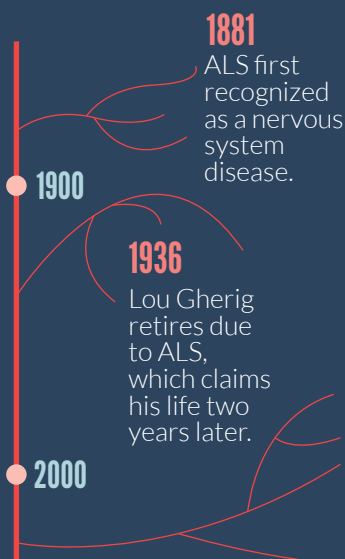 1881
ALS first
recognized
as a nervous
system
disease.
1900
1936
Lou Gherig
retires due
to ALS,
which claims
his life two
years later.
2000